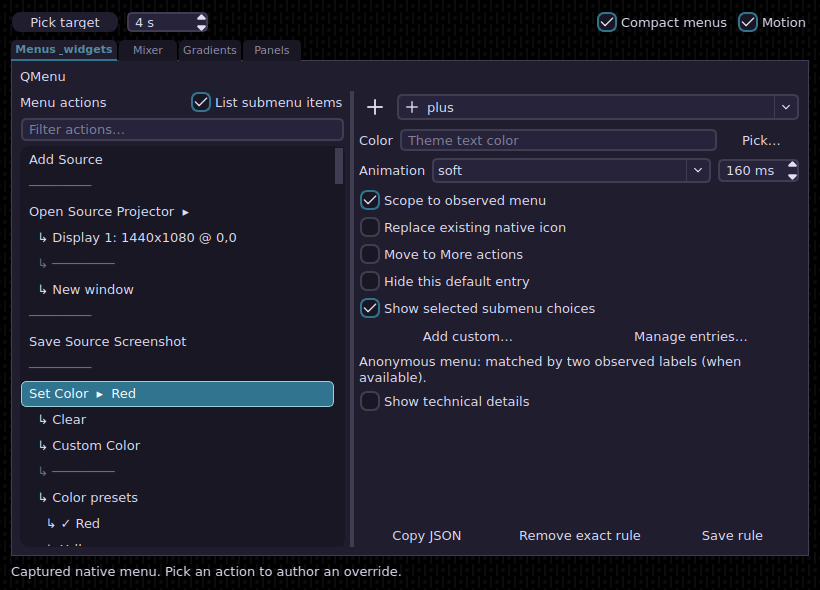 Pick target 4 s Compact menus Motion
Menus _widgets Mixer Gradients Panels
QMenu
Menu actions List submenu items
Filter actions...
Add Source
Open Source Projector ▸
↳ Display 1: 1440x1080 @ 0,0
↳ ─────────
↳ New window
Save Source Screenshot
Set Color ▸ Red
↳ Clear
↳ Custom Color
↳ ─────────
↳ Color presets
↳ ✓ Red
plus
Color Theme text color Pick...
Animation soft 160 ms
Scope to observed menu
Replace existing native icon
Move to More actions
Hide this default entry
Show selected submenu choices
Add custom... Manage entries...
Anonymous menu: matched by two observed labels (when
available).
Show technical details
Copy JSON Remove exact rule Save rule
Captured native menu. Pick an action to author an override.